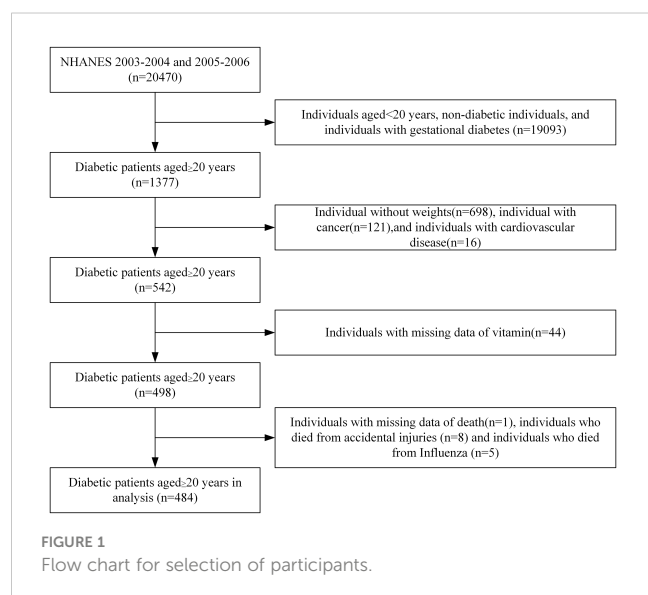 NHANES 2003-2004 and 2005-2006
(n=20470)
Individuals aged<20 years, non-diabetic individuals, and
individuals with gestational diabetes (n=19093)
Diabetic patients aged≥20 years
(n=1377)
Individual without weights(n=698), individual with
cancer(n=121),and individuals with cardiovascular
disease(n=16)
Diabetic patients aged≥20 years
(n=542)
Individuals with missing data of vitamin(n=44)
Diabetic patients aged≥20 years
(n=498)
Individuals with missing data of death(n=1), individuals who
died from accidental injuries (n=8) and individuals who died
from Influenza (n=5)
Diabetic patients aged≥20 years in
analysis (n=484)
FIGURE 1
Flow chart for selection of participants.